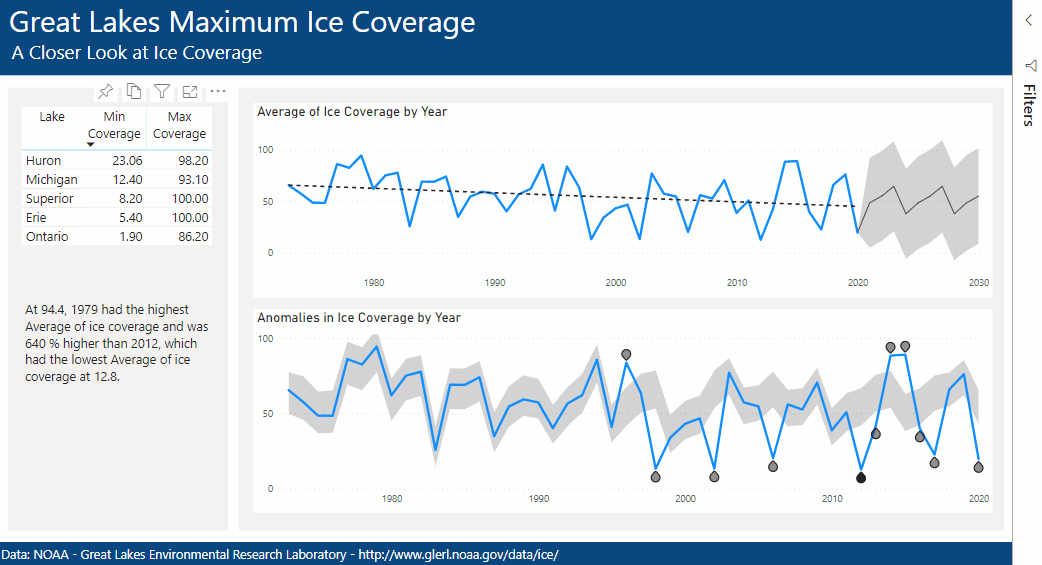 Great Lakes Maximum Ice Coverage
A Closer Look at Ice Coverage
Filters
Lake Min Coverage Max Coverage
Huron 23.06 98.20
Michigan 12.40 93.10
Superior 8.20 100.00
Erie 5.40 100.00
Ontario 1.90 86.20
At 94.4, 1979 had the highest
Average of ice coverage and was
640 % higher than 2012, which
had the lowest Average of ice
coverage at 12.8.
Average of Ice Coverage by Year
100
50
0
1980 1990 2000 2010 2020 2030
Anomalies in Ice Coverage by Year
100
50
0
1980 1990 2000 2010 2020
Data: NOAA - Great Lakes Environmental Research Laboratory - http://www.glerl.noaa.gov/data/ice/